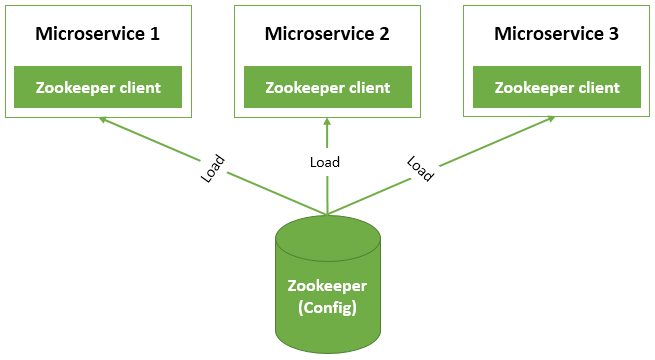 Microservice 1
Zookeeper client
Microservice 2
Zookeeper client
Microservice 3
Zookeeper client
Load
Load
Load
Zookeeper
(Config)